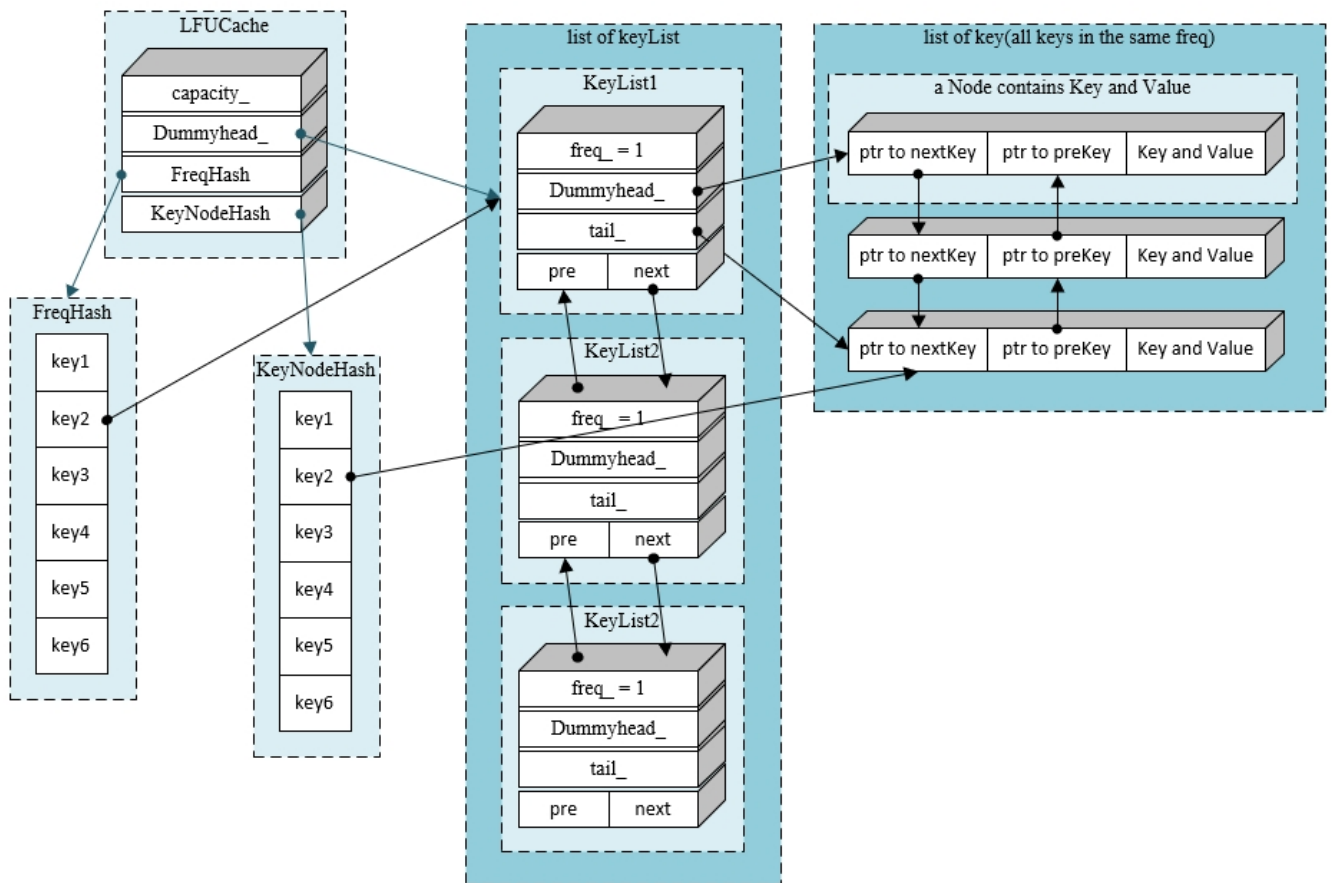 LFUCache
capacity_
Dummyhead_
FreqHash
KeyNodeHash
FreqHash
key1
key2
key3
key4
key5
key6
KeyNodeHash
key1
key2
key3
key4
key5
key6
list of keyList
KeyList1
freq_ = 1
Dummyhead_
tail_
pre next
KeyList2
freq_ = 1
Dummyhead_
tail_
pre next
KeyList2
freq_ = 1
Dummyhead_
tail_
pre next
list of key(all keys in the same freq)
a Node contains Key and Value
ptr to nextKey ptr to preKey Key and Value
ptr to nextKey ptr to preKey Key and Value
ptr to nextKey ptr to preKey Key and Value